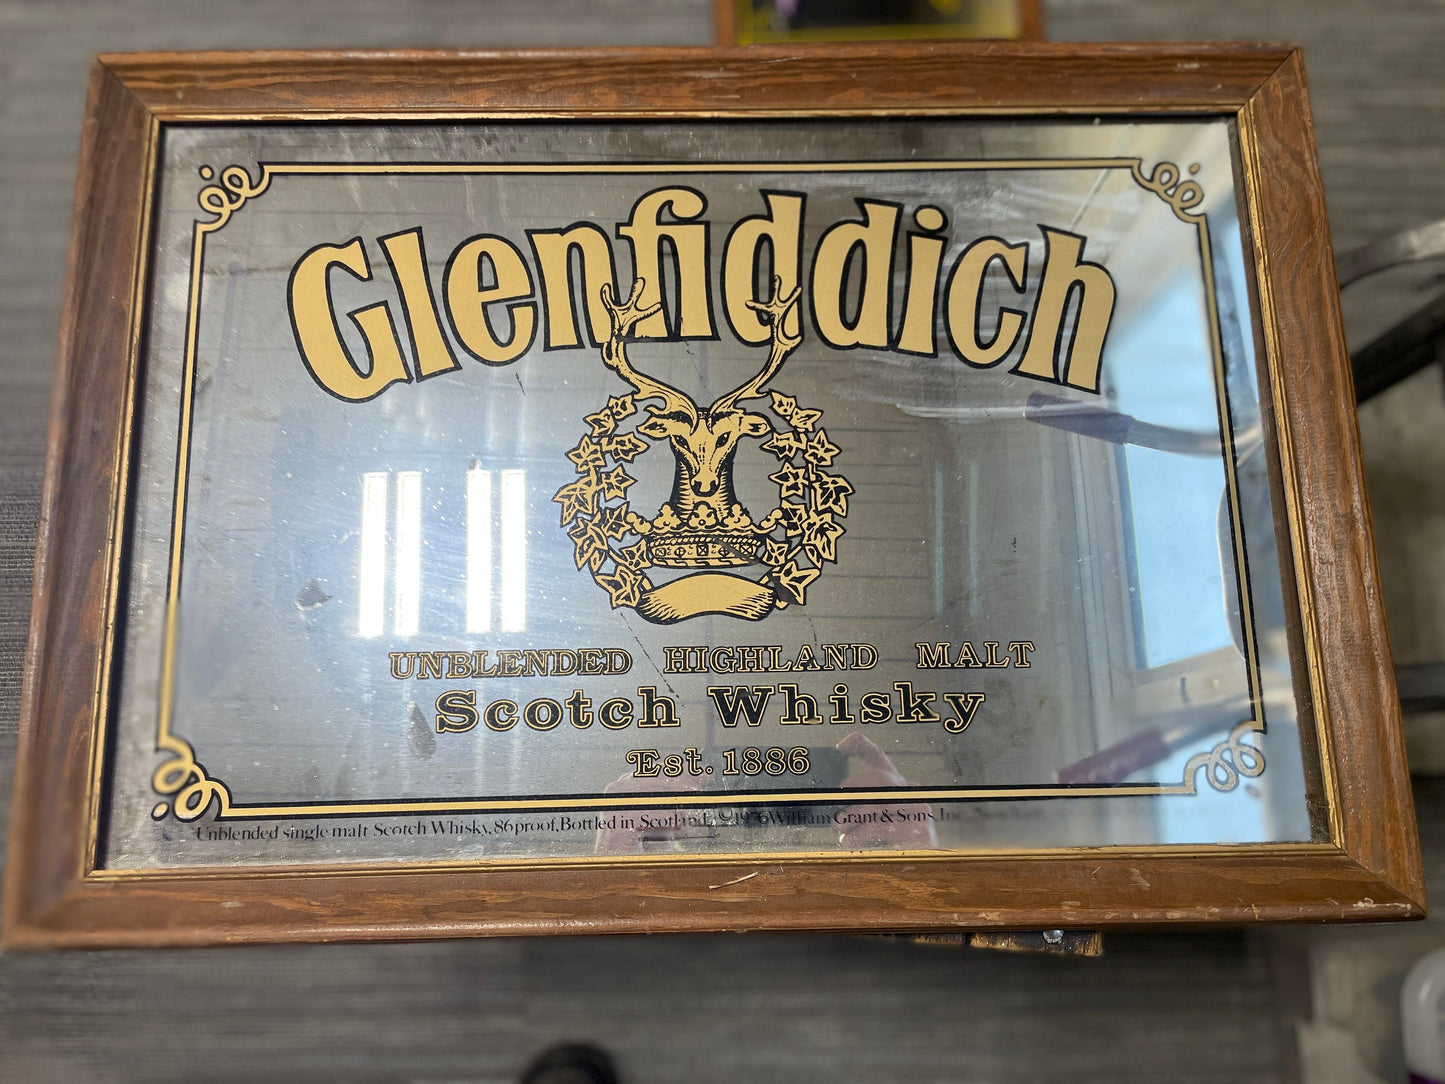 Glenfiddich
UNBLENDED HIGHLAND MALT
Scotch Whisky
Est. 1886
Unblended single malt Scotch Whisky, 86 proof, Bottled in Scotland, © 1976 William Grant & Sons, Inc.